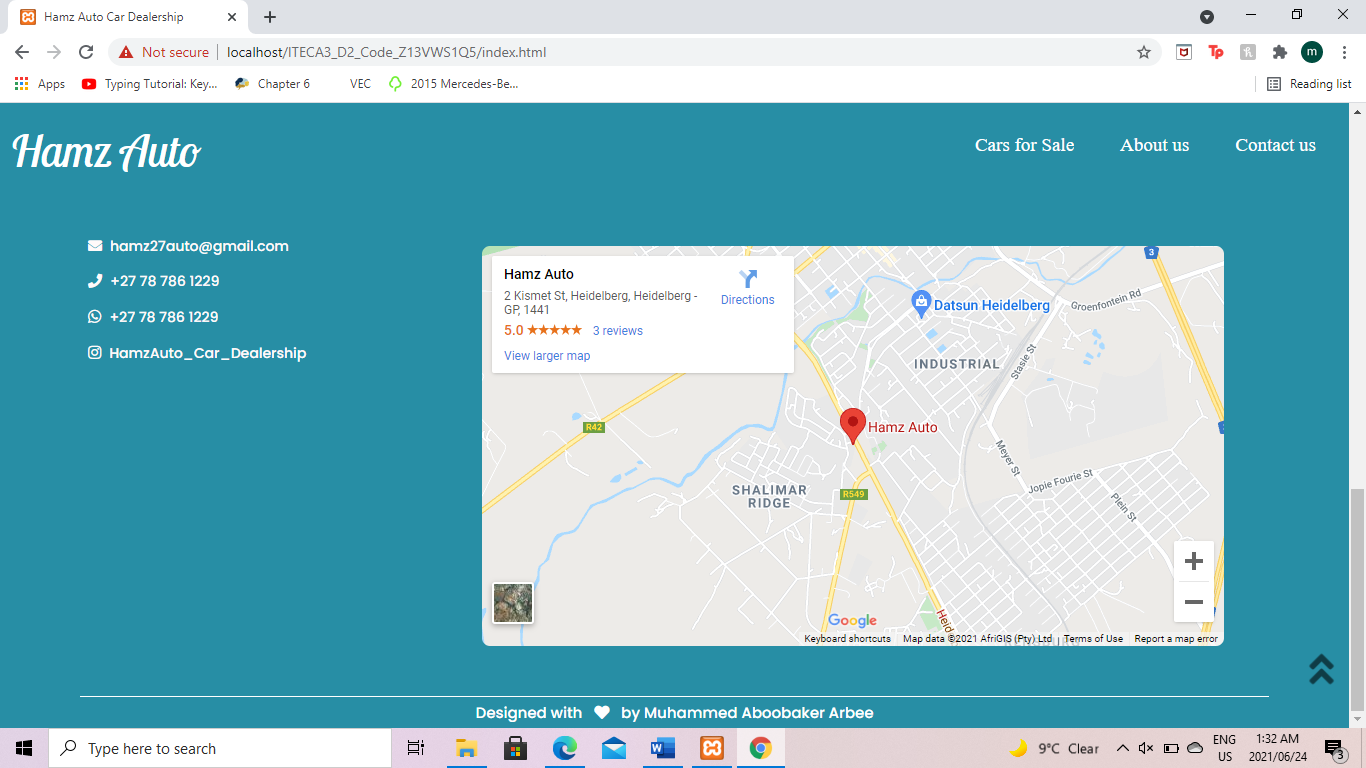 Hamz Auto Car Dealership
Not secure
localhost/ITECA3_D2_Code_Z13VWS1Q5/index.html
m
Apps
Typing Tutorial: Key...
Chapter 6
VEC
2015 Mercedes-Be...
Reading list
Hamz Auto
Cars for Sale
About us
Contact us
hamz27auto@gmail.com
+27 78 786 1229
+27 78 786 1229
HamzAuto_Car_Dealership
Hamz Auto
2 Kismet St, Heidelberg, Heidelberg -
GP, 1441
5.0
3 reviews
View larger map
Directions
3
Groenfontein Rd
Datsun Heidelberg
INDUSTRIAL
Stasie St
R42
Hamz Auto
Meyer St
SHALIMAR
RIDGE
R549
Jopie Fourie St
Plein St
Google
Keyboard shortcuts
Map data ©2021 AfriGIS (Pty) Ltd
Terms of Use
Report a map error
Designed with
by Muhammed Aboobaker Arbee
Type here to search
9°C Clear
ENG
US
1:32 AM
2021/06/24
3